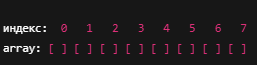 индекс: 0 1 2 3 4 5 6 7
array: [ ] [ ] [ ] [ ] [ ] [ ] [ ] [ ]